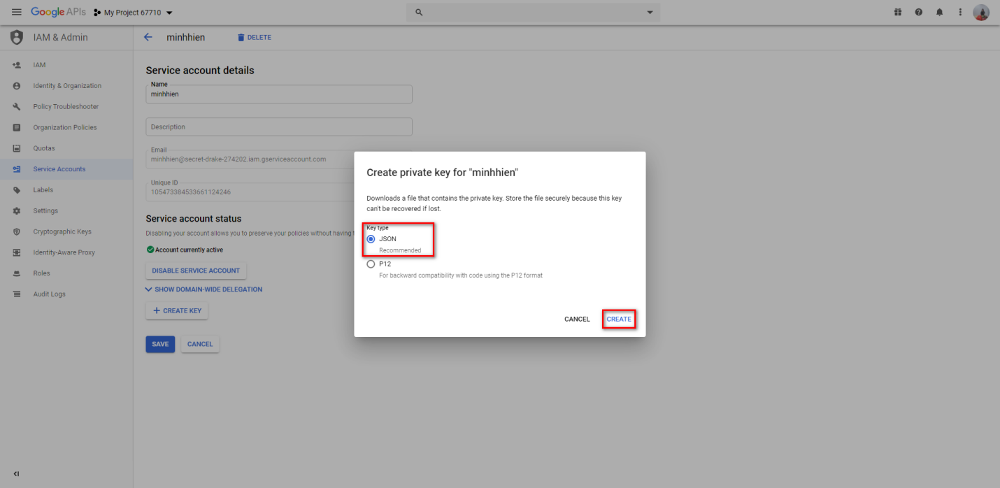 Google APIs
My Project 67710
IAM & Admin
minhhien
DELETE
IAM
Identity & Organization
Policy Troubleshooter
Organization Policies
Quotas
Service Accounts
Labels
Settings
Cryptographic Keys
Identity-Aware Proxy
Roles
Audit Logs
Service account details
Name
minhhien
Description
Email
minhhien@secret-drake-274202.iam.gserviceaccount.com
Unique ID
105473384533661124246
Service account status
Disabling your account allows you to preserve your policies without having
Account currently active
DISABLE SERVICE ACCOUNT
SHOW DOMAIN-WIDE DELEGATION
CREATE KEY
SAVE
CANCEL
Create private key for "minhhien"
Downloads a file that contains the private key. Store the file securely because this key
can't be recovered if lost.
Key type
JSON
Recommended
P12
For backward compatibility with code using the P12 format
CANCEL
CREATE